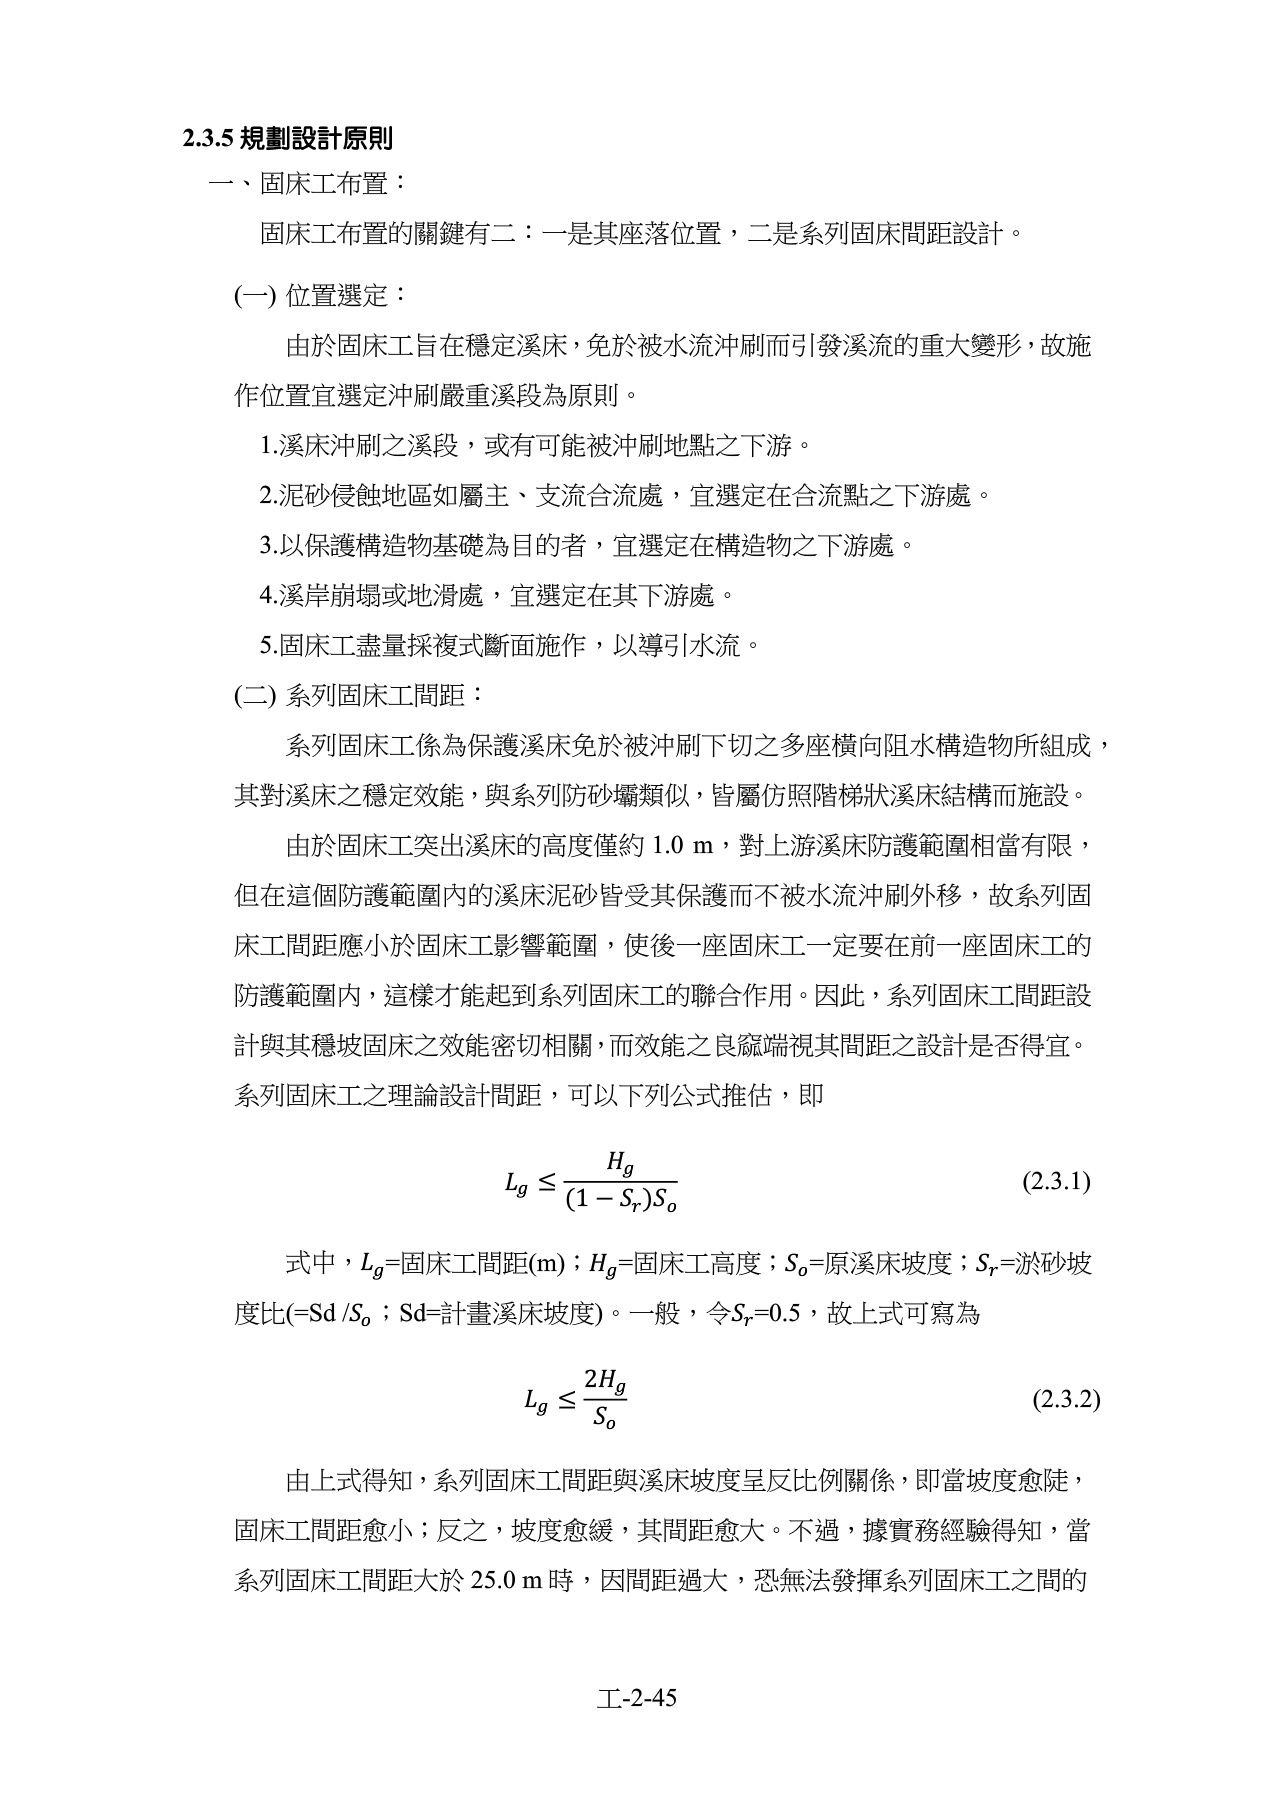 2.3.5 規劃設計原則
一、固床工布置：
固床工布置的關鍵有二：一是其座落位置，二是系列固床間距設計。
(一) 位置選定：
由於固床工旨在穩定溪床，免於被水流沖刷而引發溪流的重大變形，故施
作位置宜選定沖刷嚴重溪段為原則。
1.溪床沖刷之溪段，或有可能被沖刷地點之下游。
2.泥砂侵蝕地區如屬主、支流合流處，宜選定在合流點之下游處。
3.以保護構造物基礎為目的者，宜選定在構造物之下游處。
4.溪岸崩塌或地滑處，宜選定在其下游處。
5.固床工盡量採複式斷面施作，以導引水流。
(二) 系列固床工間距：
系列固床工係為保護溪床免於被沖刷下切之多座橫向阻水構造物所組成，
其對溪床之穩定效能，與系列防砂壩類似，皆屬仿照階梯狀溪床結構而施設。
由於固床工突出溪床的高度僅約 1.0 m，對上游溪床防護範圍相當有限，
但在這個防護範圍內的溪床泥砂皆受其保護而不被水流沖刷外移，故系列固
床工間距應小於固床工影響範圍，使後一座固床工一定要在前一座固床工的
防護範圍內，這樣才能起到系列固床工的聯合作用。因此，系列固床工間距設
計與其穩坡固床之效能密切相關，而效能之良窳端視其間距之設計是否得宜。
系列固床工之理論設計間距，可以下列公式推估，即
L_g ≤ H_g / ((1 − S_r)S_o) (2.3.1)
式中，L_g=固床工間距(m)；H_g=固床工高度；S_o=原溪床坡度；S_r=淤砂坡
度比(=Sd /S_o；Sd=計畫溪床坡度)。一般，令S_r=0.5，故上式可寫為
L_g ≤ 2H_g / S_o (2.3.2)
由上式得知，系列固床工間距與溪床坡度呈反比例關係，即當坡度愈陡，
固床工間距愈小；反之，坡度愈緩，其間距愈大。不過，據實務經驗得知，當
系列固床工間距大於 25.0 m 時，因間距過大，恐無法發揮系列固床工之間的
工-2-45